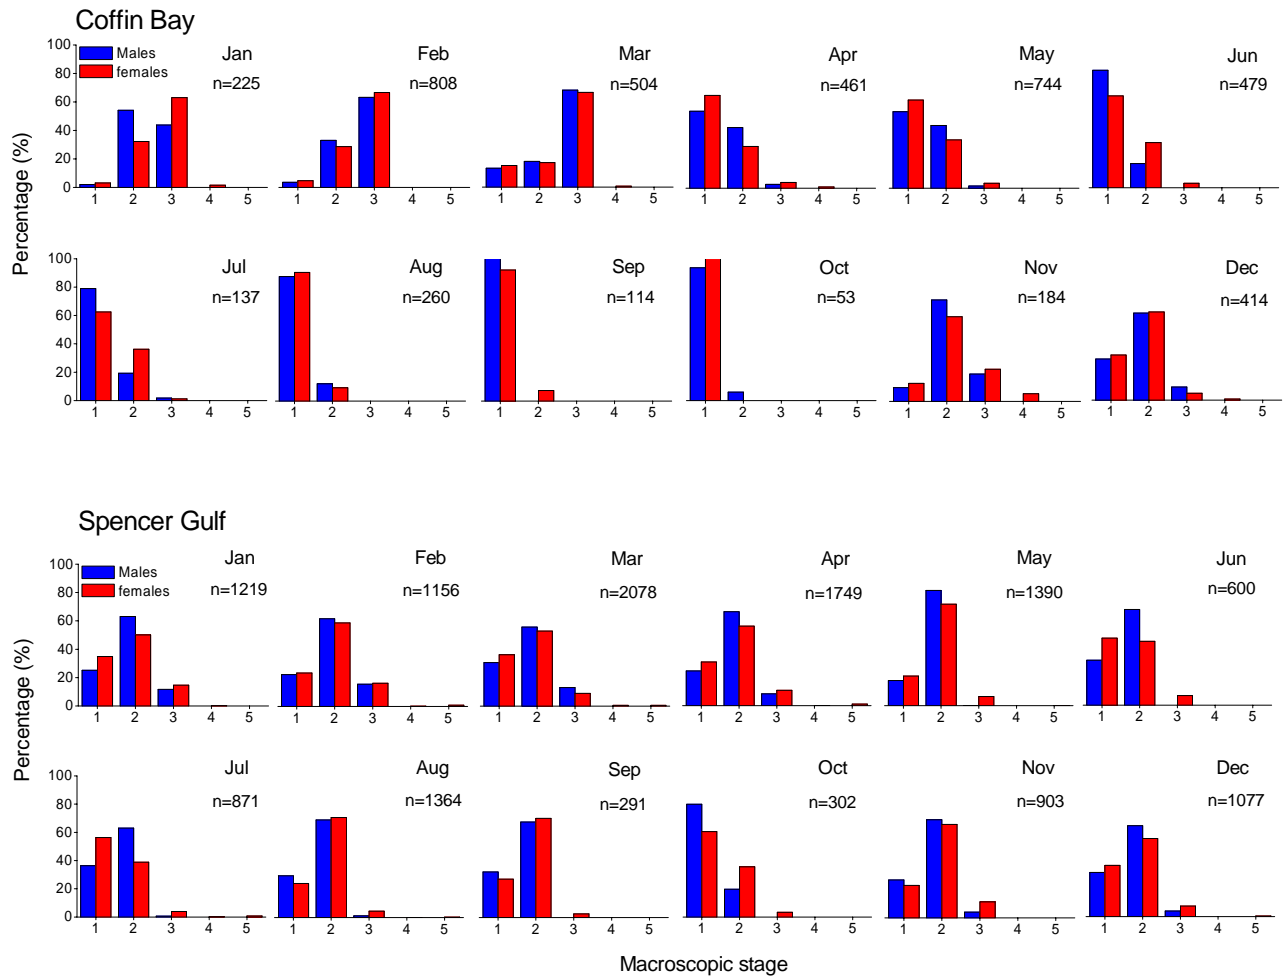 Coffin Bay
100
80
60
40
20
0
Percentage (%)
Males
females
Jan
n=225
1 2 3 4 5
Feb
n=808
1 2 3 4 5
Mar
n=504
1 2 3 4 5
Apr
n=461
1 2 3 4 5
May
n=744
1 2 3 4 5
Jun
n=479
1 2 3 4 5
100
80
60
40
20
0
Jul
n=137
1 2 3 4 5
Aug
n=260
1 2 3 4 5
Sep
n=114
1 2 3 4 5
Oct
n=53
1 2 3 4 5
Nov
n=184
1 2 3 4 5
Dec
n=414
1 2 3 4 5
Spencer Gulf
100
80
60
40
20
0
Percentage (%)
Males
females
Jan
n=1219
1 2 3 4 5
Feb
n=1156
1 2 3 4 5
Mar
n=2078
1 2 3 4 5
Apr
n=1749
1 2 3 4 5
May
n=1390
1 2 3 4 5
Jun
n=600
1 2 3 4 5
100
80
60
40
20
0
Jul
n=871
1 2 3 4 5
Aug
n=1364
1 2 3 4 5
Sep
n=291
1 2 3 4 5
Oct
n=302
1 2 3 4 5
Nov
n=903
1 2 3 4 5
Dec
n=1077
1 2 3 4 5
Macroscopic stage